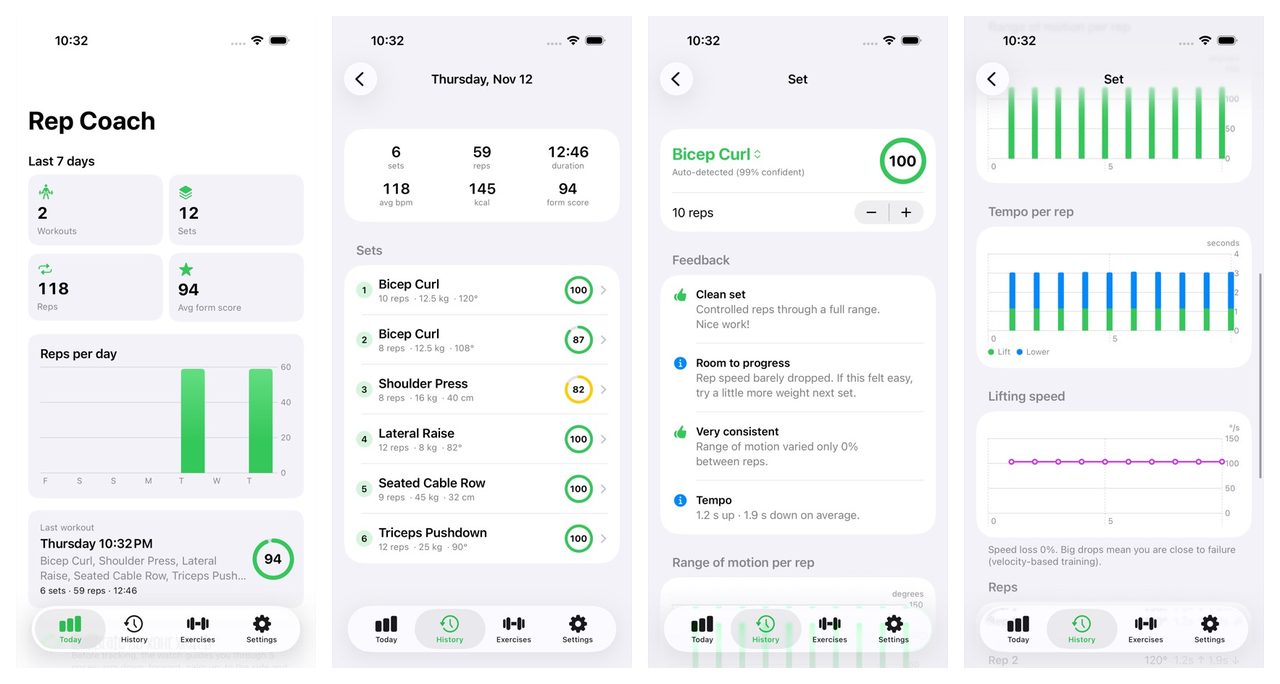 10:32
Rep Coach
Last 7 days
2
Workouts
12
Sets
118
Reps
94
Avg form score
Reps per day
60
40
20
0
F S S M T W T
Last workout
Thursday 10:32 PM
Bicep Curl, Shoulder Press, Lateral
Raise, Seated Cable Row, Triceps Push...
94
6 sets · 59 reps · 12:46
Today History Exercises Settings
10:32
Thursday, Nov 12
6 59 12:46
sets reps duration
118 145 94
avg bpm kcal form score
Sets
1 Bicep Curl
10 reps · 12.5 kg · 120°
100
2 Bicep Curl
8 reps · 12.5 kg · 108°
87
3 Shoulder Press
8 reps · 16 kg · 40 cm
82
4 Lateral Raise
12 reps · 8 kg · 82°
100
5 Seated Cable Row
9 reps · 45 kg · 32 cm
100
6 Triceps Pushdown
12 reps · 25 kg · 90°
100
Today History Exercises Settings
10:32
Set
Bicep Curl
Auto-detected (99% confident)
100
10 reps − +
Feedback
Clean set
Controlled reps through a full range.
Nice work!
Room to progress
Rep speed barely dropped. If this felt easy,
try a little more weight next set.
Very consistent
Range of motion varied only 0%
between reps.
Tempo
1.2 s up · 1.9 s down on average.
Range of motion per rep
degrees
150
Today History Exercises Settings
Range of motion per rep
10:32
Set
100
50
0
0 5
Tempo per rep
seconds
4
3
2
1
0
0 5
Lift Lower
Lifting speed
°/s
150
100
50
0
0 5
Speed loss 0%. Big drops mean you are close to failure
(velocity-based training).
Reps
Today History Exercises Settings
Rep 2 120° 1.2s ↑ 1.9s ↓